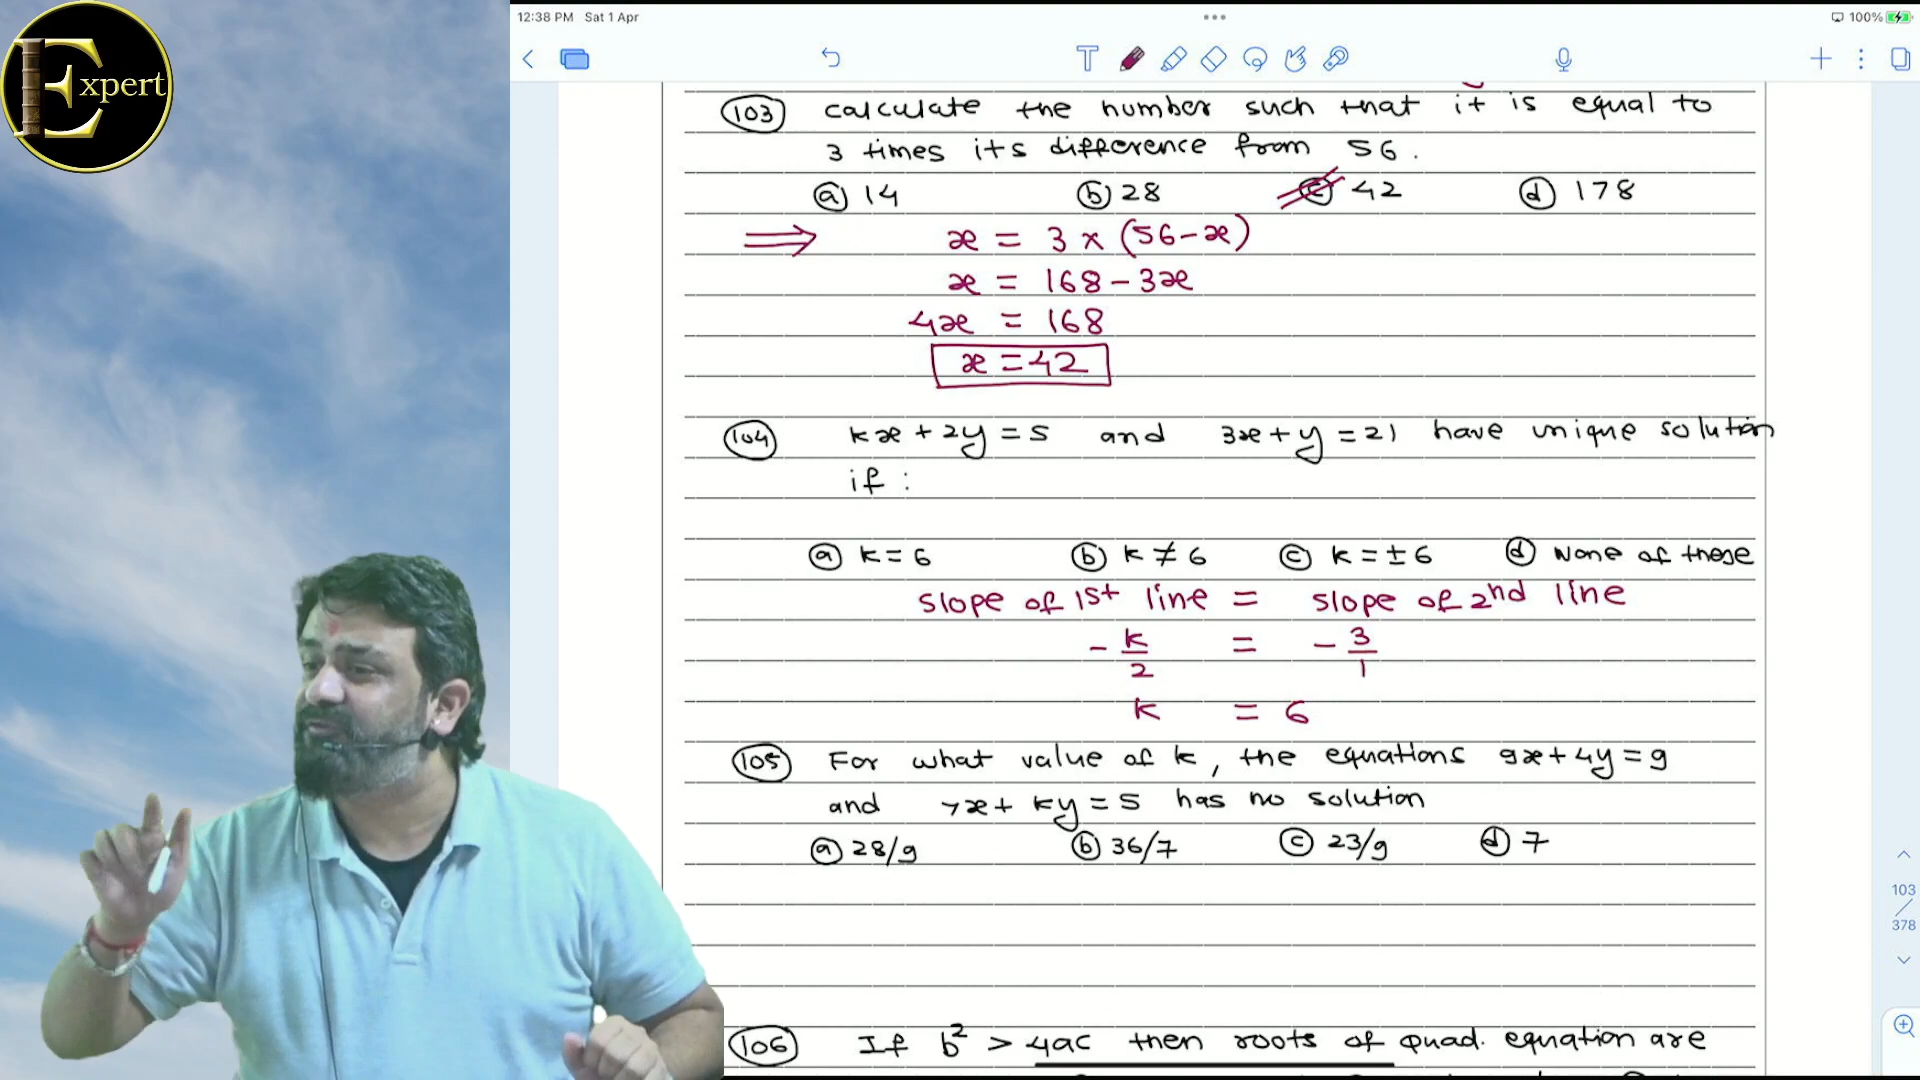 Expert
12:38 PM Sat 1 Apr
100%
T
103 calculate the number such that it is equal to
3 times its difference from 56.
a 14 b 28 c 42 d 178
⇒ x = 3 × (56 - x)
x = 168 - 3x
4x = 168
x = 42
104 kx + 2y = 5 and 3x + y = 21 have unique solution
if :
a k = 6 b k ≠ 6 c k = ± 6 d None of these
slope of 1st line = slope of 2nd line
- k/2 = - 3/1
k = 6
105 For what value of k, the equations 9x + 4y = 9
and 7x + ky = 5 has no solution
a 28/9 b 36/7 c 23/9 d 7
103
/
378
106 If b² > 4ac then roots of quad. equation are